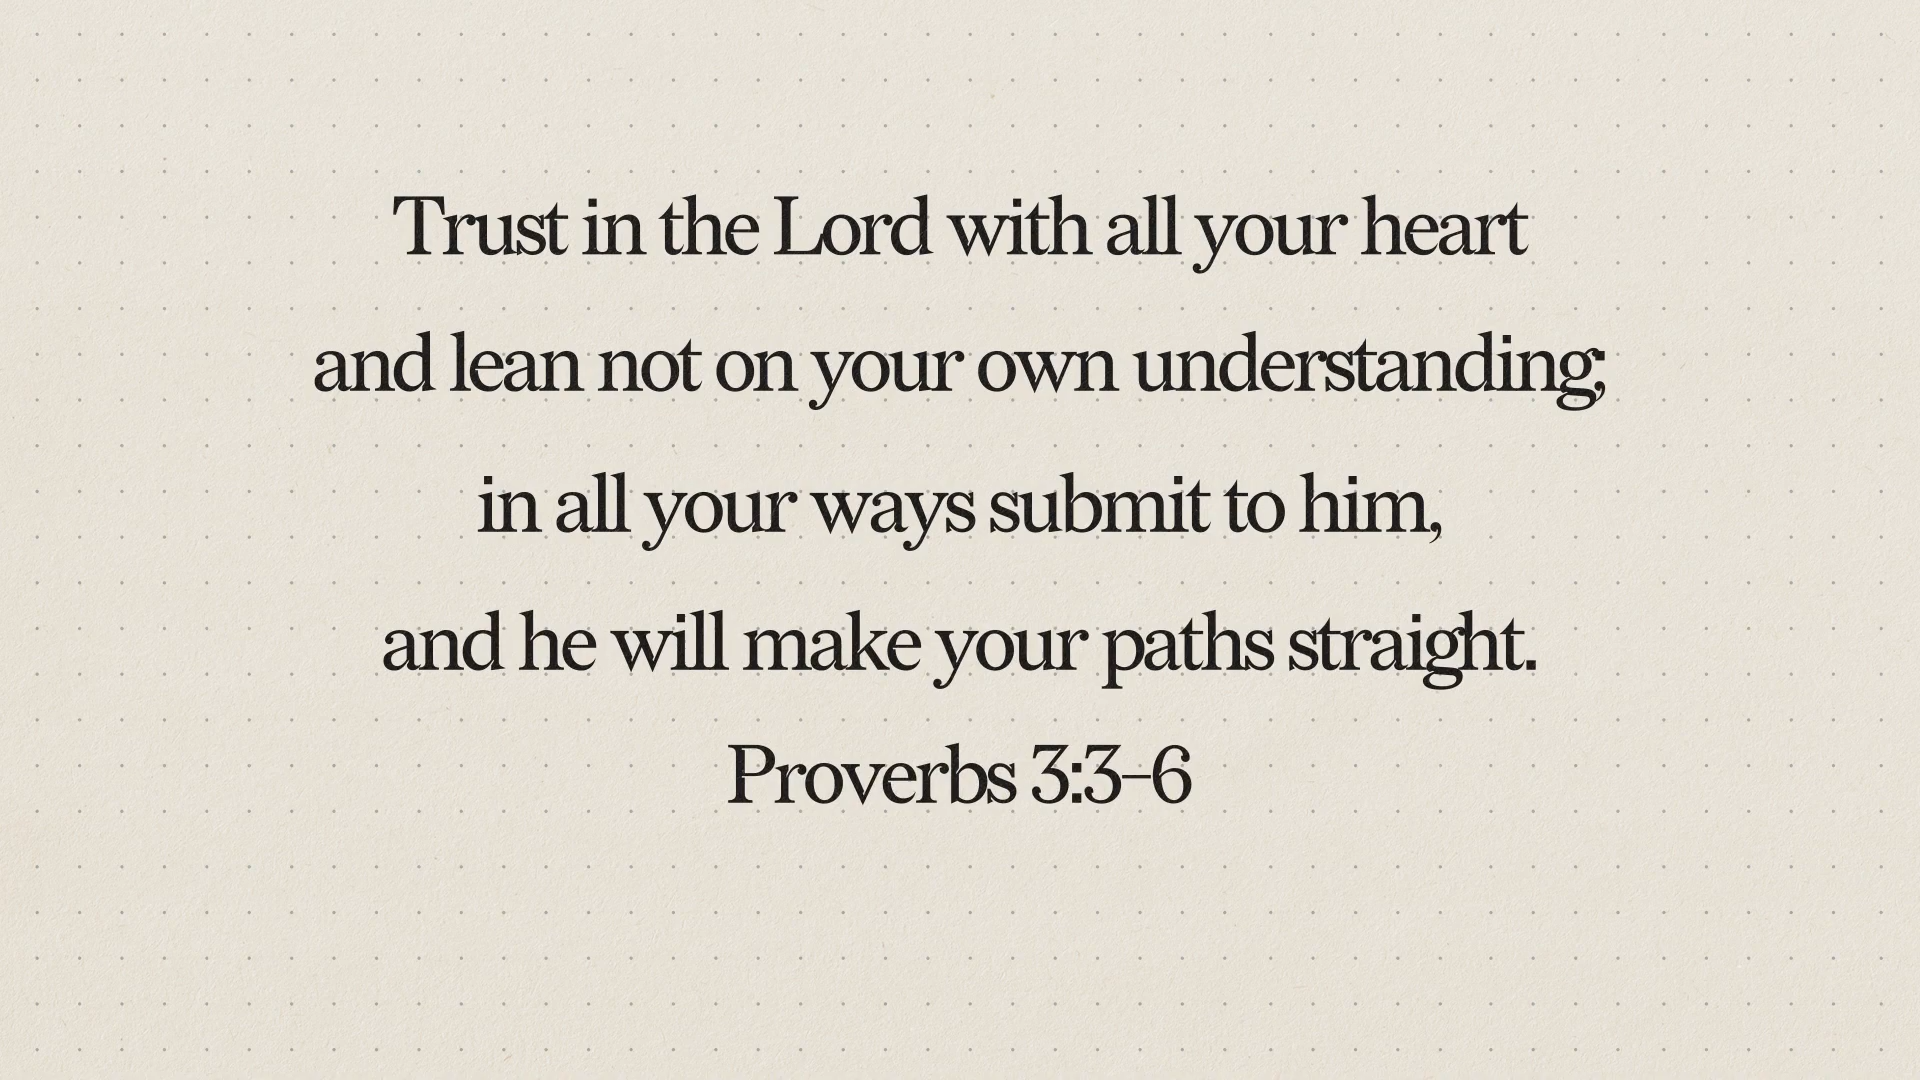 Trust in the Lord with all your heart
and lean not on your own understanding;
in all your ways submit to him,
and he will make your paths straight.
Proverbs 3:3–6